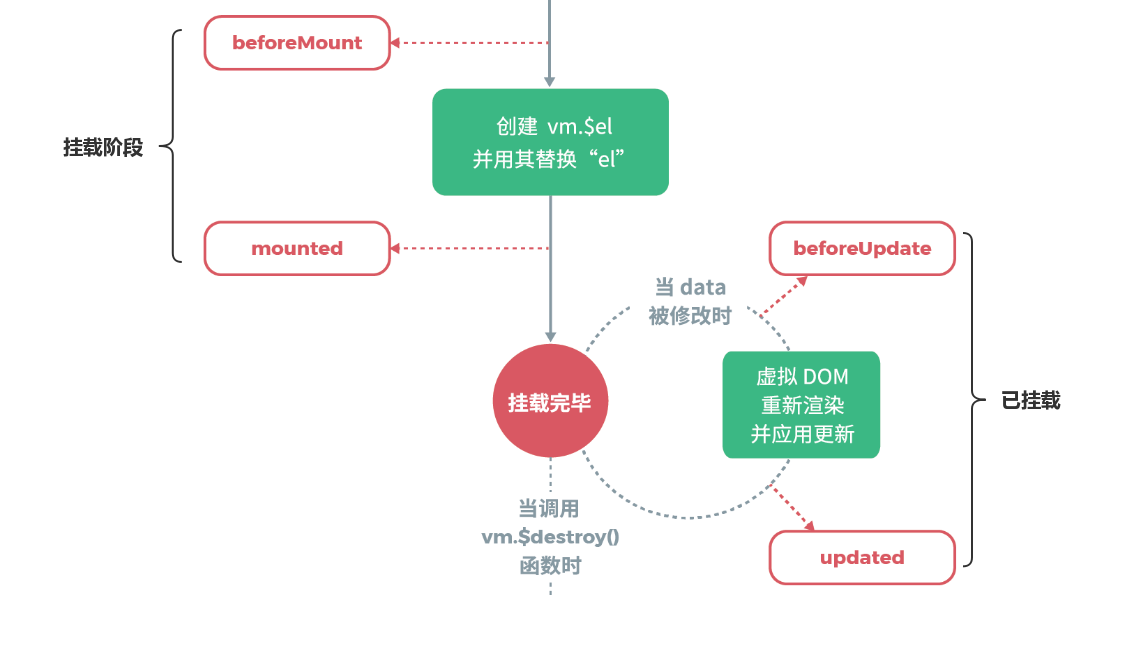 beforeMount
创建 vm.$el
并用其替换“el”
挂载阶段
mounted
beforeUpdate
当 data
被修改时
挂载完毕
虚拟 DOM
重新渲染
并应用更新
已挂载
当调用
vm.$destroy()
函数时
updated